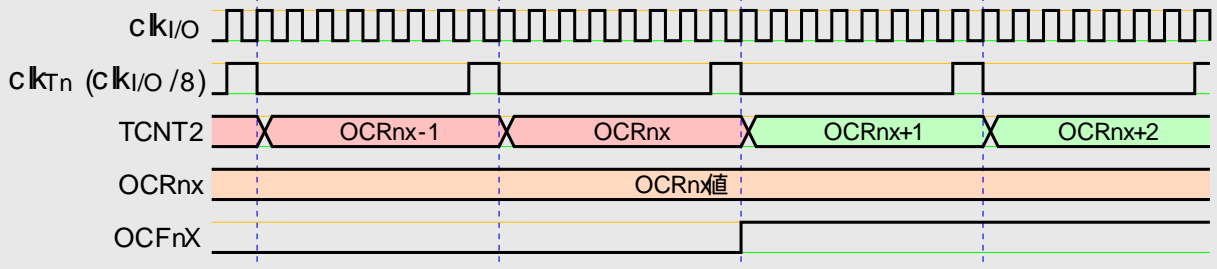 clkI/O
clkTn (clkI/O /8)
TCNT2 OCRnx-1 OCRnx OCRnx+1 OCRnx+2
OCRnx OCRnx値
OCFnX